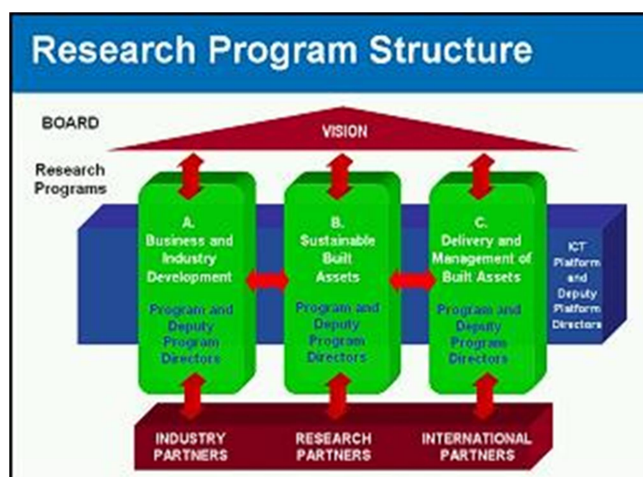 Research Program Structure
BOARD
VISION
Research
Programs
A.
Business and
Industry
Development
Program and
Deputy
Program
Directors
B.
Sustainable
Built
Assets
Program and
Deputy
Program
Directors
C.
Delivery and
Management of
Built Assets
Program and
Deputy
Program
Directors
ICT
Platform
and
Deputy
Platform
Directors
INDUSTRY
PARTNERS
RESEARCH
PARTNERS
INTERNATIONAL
PARTNERS